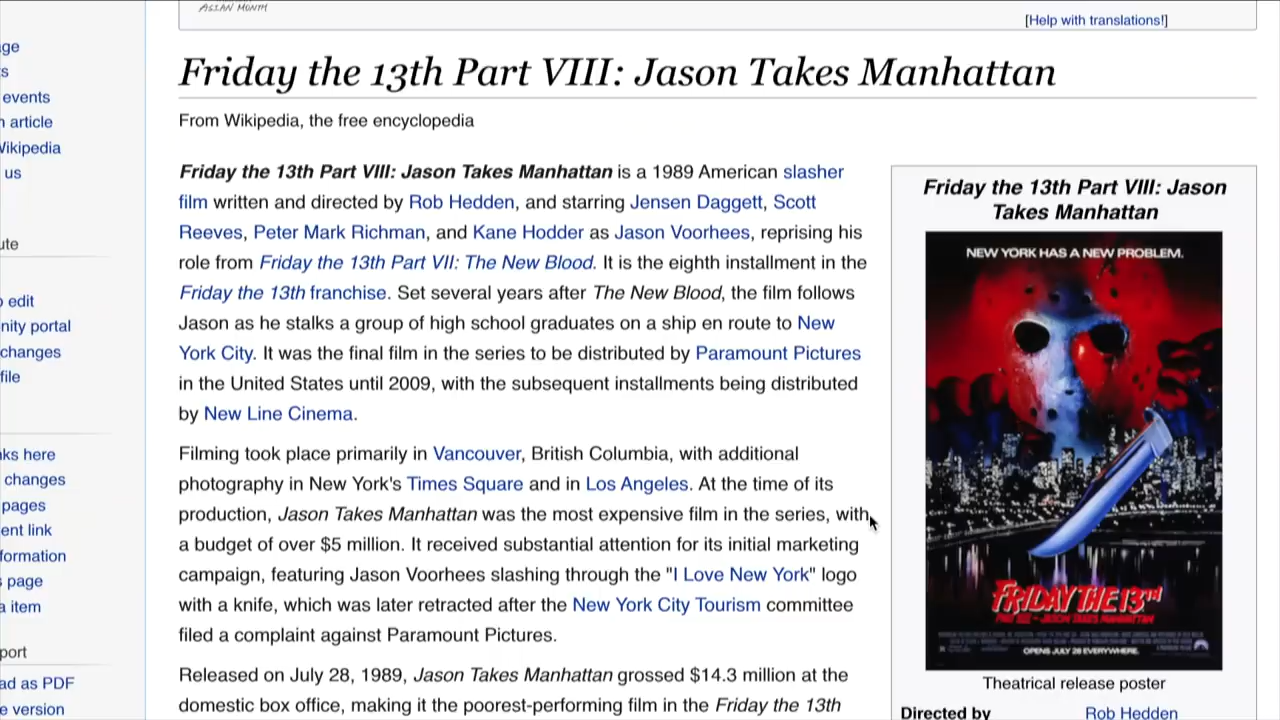 ASIAN MONTH
[Help with translations!]
ge
s
events
n article
Vikipedia
us
ute
o edit
nity portal
changes
file
nks here
changes
pages
ent link
formation
s page
a item
port
ad as PDF
e version
Friday the 13th Part VIII: Jason Takes Manhattan
From Wikipedia, the free encyclopedia
Friday the 13th Part VIII: Jason Takes Manhattan is a 1989 American slasher
film written and directed by Rob Hedden, and starring Jensen Daggett, Scott
Reeves, Peter Mark Richman, and Kane Hodder as Jason Voorhees, reprising his
role from Friday the 13th Part VII: The New Blood. It is the eighth installment in the
Friday the 13th franchise. Set several years after The New Blood, the film follows
Jason as he stalks a group of high school graduates on a ship en route to New
York City. It was the final film in the series to be distributed by Paramount Pictures
in the United States until 2009, with the subsequent installments being distributed
by New Line Cinema.
Filming took place primarily in Vancouver, British Columbia, with additional
photography in New York's Times Square and in Los Angeles. At the time of its
production, Jason Takes Manhattan was the most expensive film in the series, with
a budget of over $5 million. It received substantial attention for its initial marketing
campaign, featuring Jason Voorhees slashing through the "I Love New York" logo
with a knife, which was later retracted after the New York City Tourism committee
filed a complaint against Paramount Pictures.
Released on July 28, 1989, Jason Takes Manhattan grossed $14.3 million at the
domestic box office, making it the poorest-performing film in the Friday the 13th
Friday the 13th Part VIII: Jason
Takes Manhattan
NEW YORK HAS A NEW PROBLEM.
FRIDAY THE 13TH
PART VIII – JASON TAKES MANHATTAN
OPENS JULY 28 EVERYWHERE.
Theatrical release poster
Directed by Rob Hedden